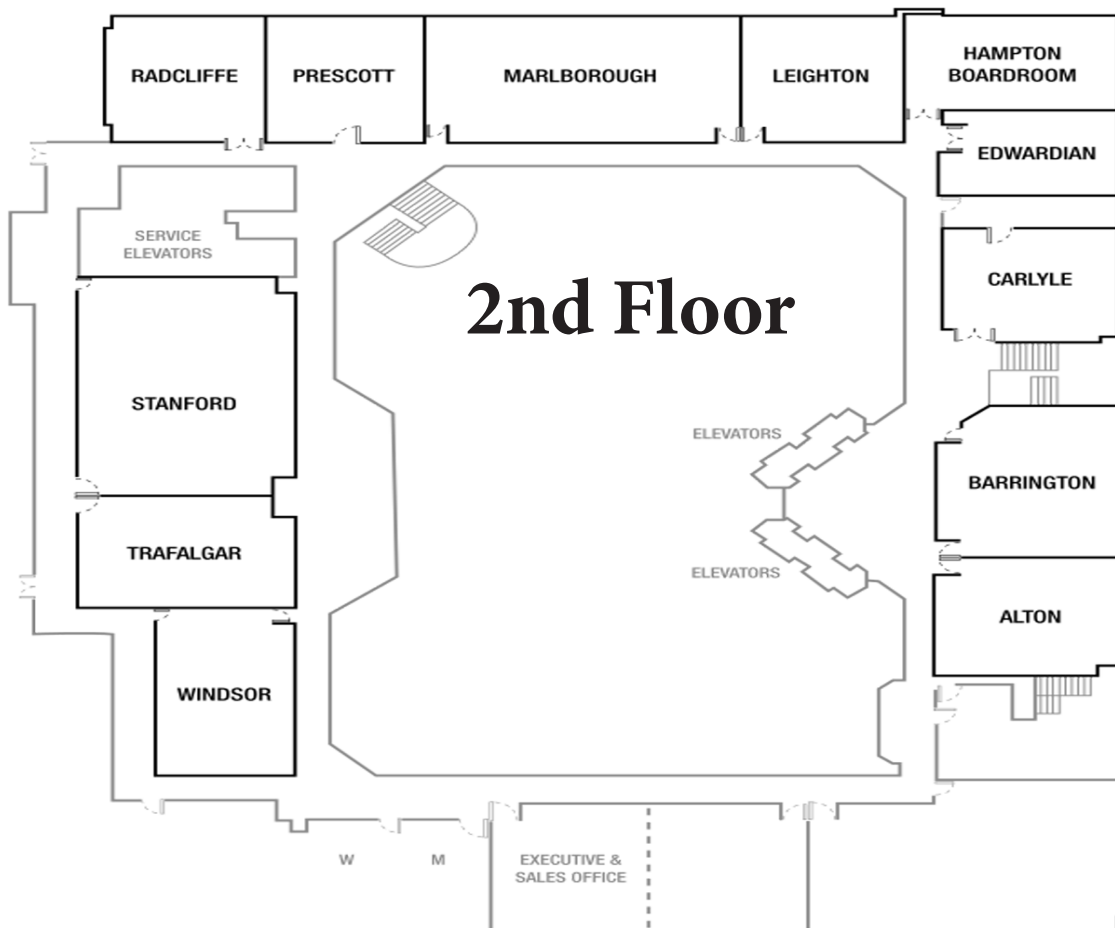 RADCLIFFE
PRESCOTT
MARLBOROUGH
LEIGHTON
HAMPTON
BOARDROOM
EDWARDIAN
SERVICE
ELEVATORS
CARLYLE
2nd Floor
STANFORD
ELEVATORS
BARRINGTON
TRAFALGAR
ELEVATORS
ALTON
WINDSOR
W
M
EXECUTIVE &
SALES OFFICE